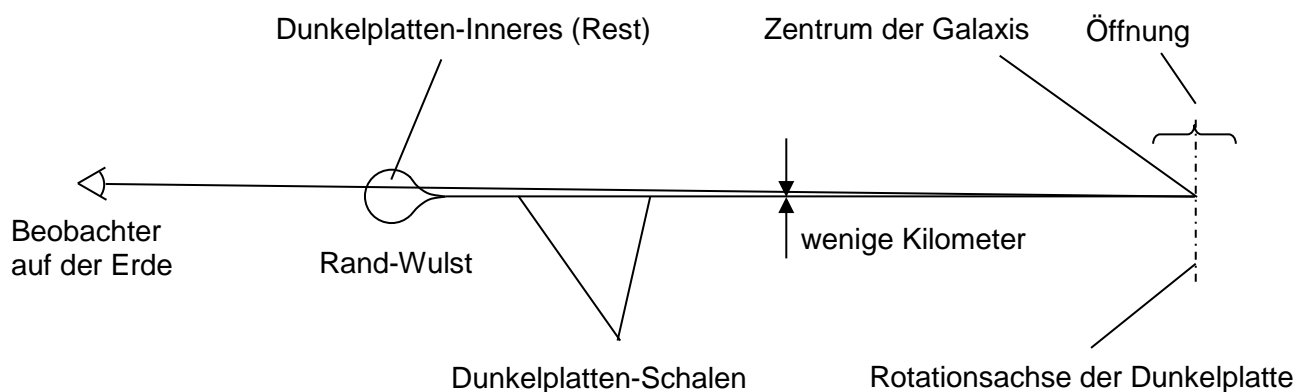 Dunkelplatten-Inneres (Rest)
Zentrum der Galaxis
Öffnung
Beobachter
auf der Erde
Rand-Wulst
wenige Kilometer
Dunkelplatten-Schalen
Rotationsachse der Dunkelplatte